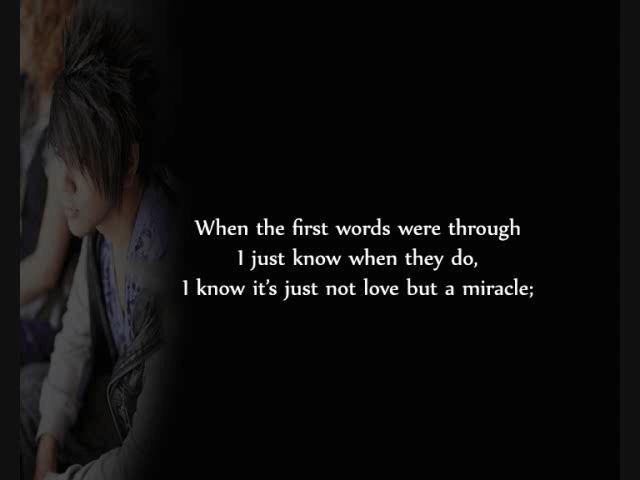 When the first words were through
I just know when they do,
I know it's just not love but a miracle;